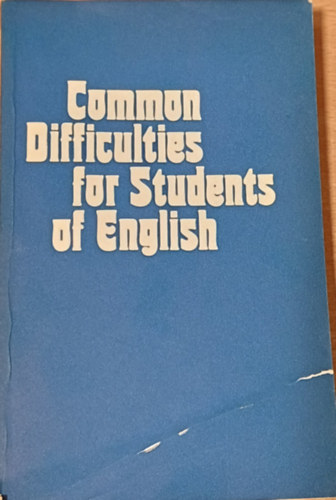 Common
Difficulties
for Students
of English